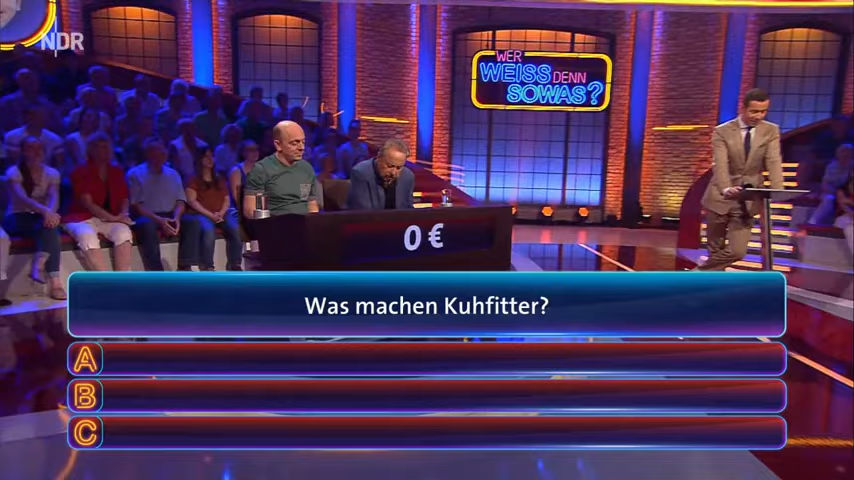 NDR
WER
WEISS DENN
SOWAS?
0 €
Was machen Kuhfitter?
A
B
C